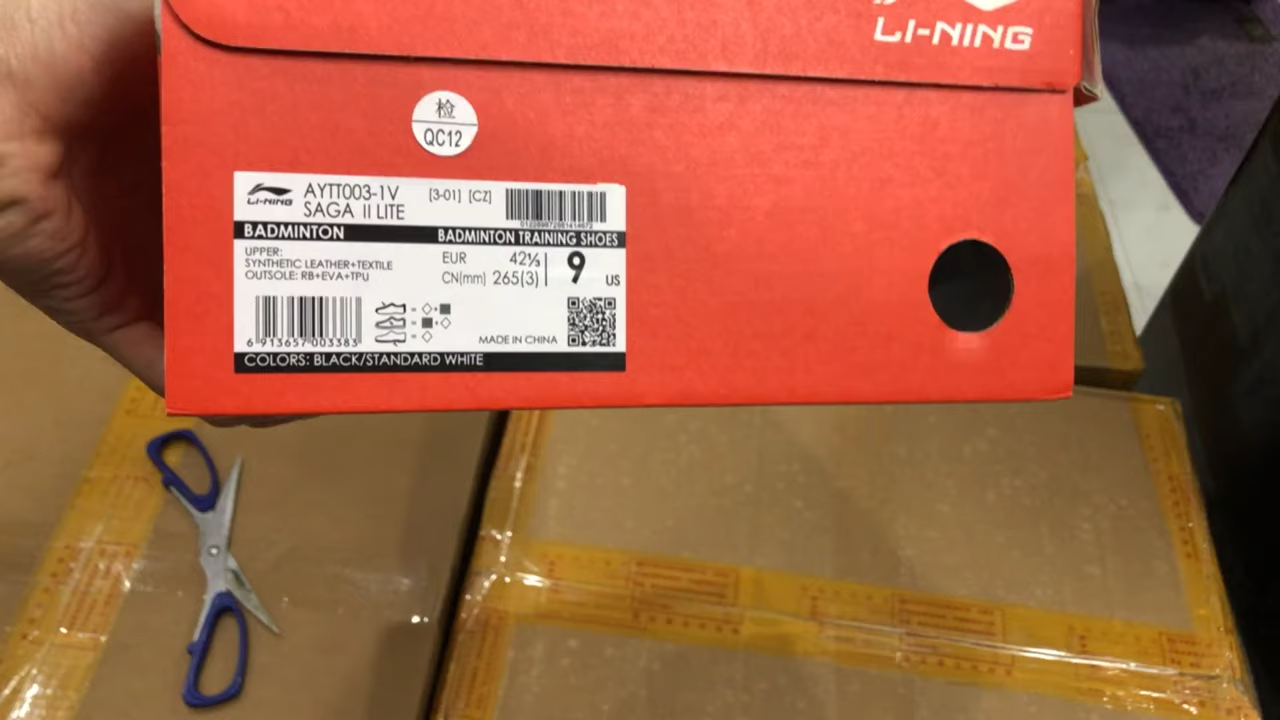 LI-NING
检
QC12
LI-NING
AYTT003-1V [3-01] [CZ]
SAGA II LITE
BADMINTON BADMINTON TRAINING SHOES
UPPER:
SYNTHETIC LEATHER+TEXTILE
OUTSOLE: RB+EVA+TPU
EUR 42⅓
CN(mm) 265(3)
9 US
6 913657 003383
MADE IN CHINA
COLORS: BLACK/STANDARD WHITE